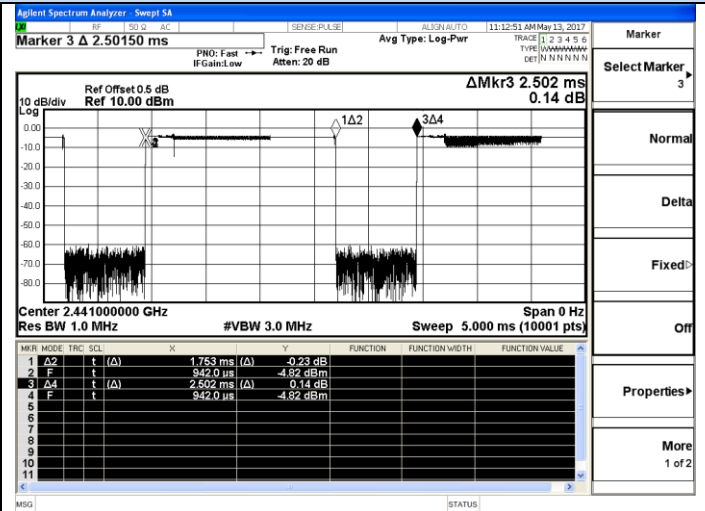 Agilent Spectrum Analyzer - Swept SA
LXI RF 50 Ω AC SENSE:PULSE ALIGN AUTO 11:12:51 AM May 13, 2017
Marker 3 Δ 2.50150 ms
PNO: Fast
IFGain:Low
Trig: Free Run
Atten: 20 dB
Avg Type: Log-Pwr
TRACE 1 2 3 4 5 6
TYPE WWWWWW
DET N N N N N N
Ref Offset 0.5 dB
10 dB/div Ref 10.00 dBm
Log
ΔMkr3 2.502 ms
0.14 dB
0.00
-10.0
-20.0
-30.0
-40.0
-50.0
-60.0
-70.0
-80.0
1Δ2
3Δ4
Center 2.441000000 GHz Span 0 Hz
Res BW 1.0 MHz #VBW 3.0 MHz Sweep 5.000 ms (10001 pts)
MKR MODE TRC SCL X Y FUNCTION FUNCTION WIDTH FUNCTION VALUE
1 Δ2 t (Δ) 1.753 ms (Δ) -0.23 dB
2 F t 942.0 µs -4.82 dBm
3 Δ4 t (Δ) 2.502 ms (Δ) 0.14 dB
4 F t 942.0 µs -4.82 dBm
5
6
7
8
9
10
11
MSG STATUS
Marker
Select Marker
3
Normal
Delta
Fixed
Off
Properties
More
1 of 2